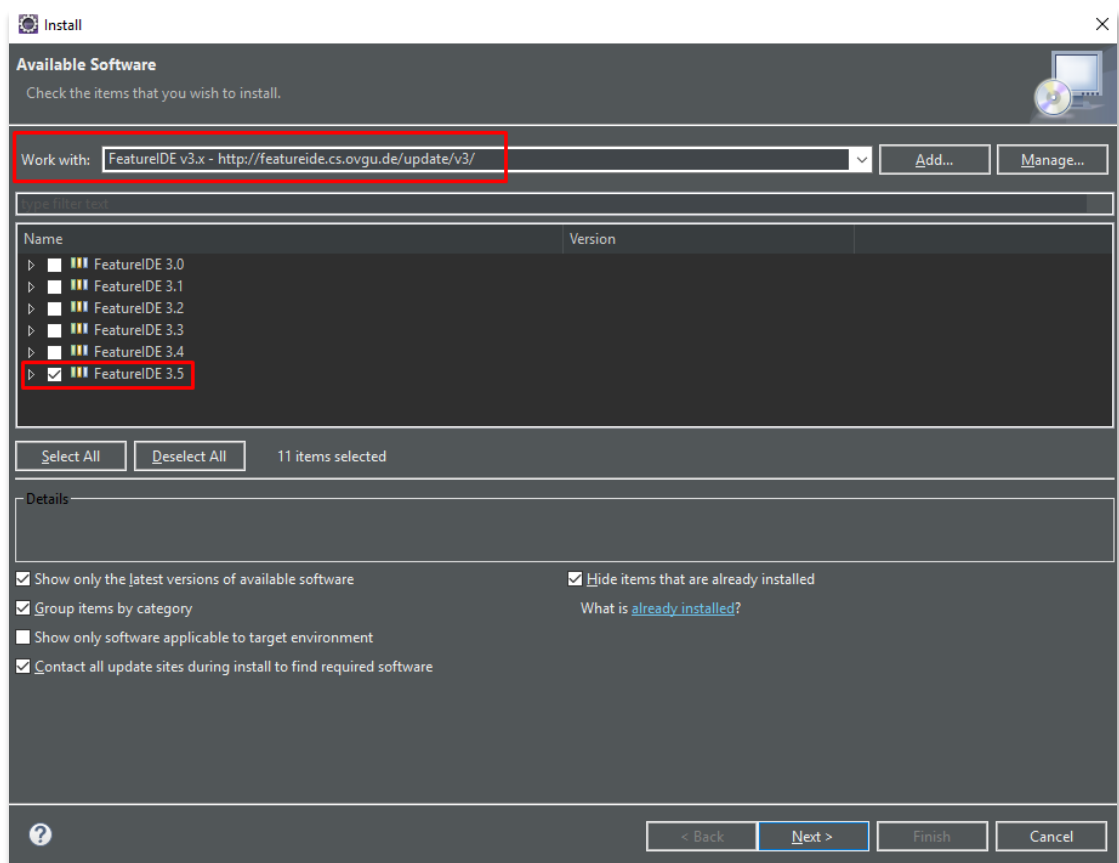 Install
Available Software
Check the items that you wish to install.
Work with: FeatureIDE v3.x - http://featureide.cs.ovgu.de/update/v3/ Add... Manage...
type filter text
Name Version
FeatureIDE 3.0
FeatureIDE 3.1
FeatureIDE 3.2
FeatureIDE 3.3
FeatureIDE 3.4
FeatureIDE 3.5
Select All Deselect All 11 items selected
Details
Show only the latest versions of available software Hide items that are already installed
Group items by category What is already installed?
Show only software applicable to target environment
Contact all update sites during install to find required software
? < Back Next > Finish Cancel